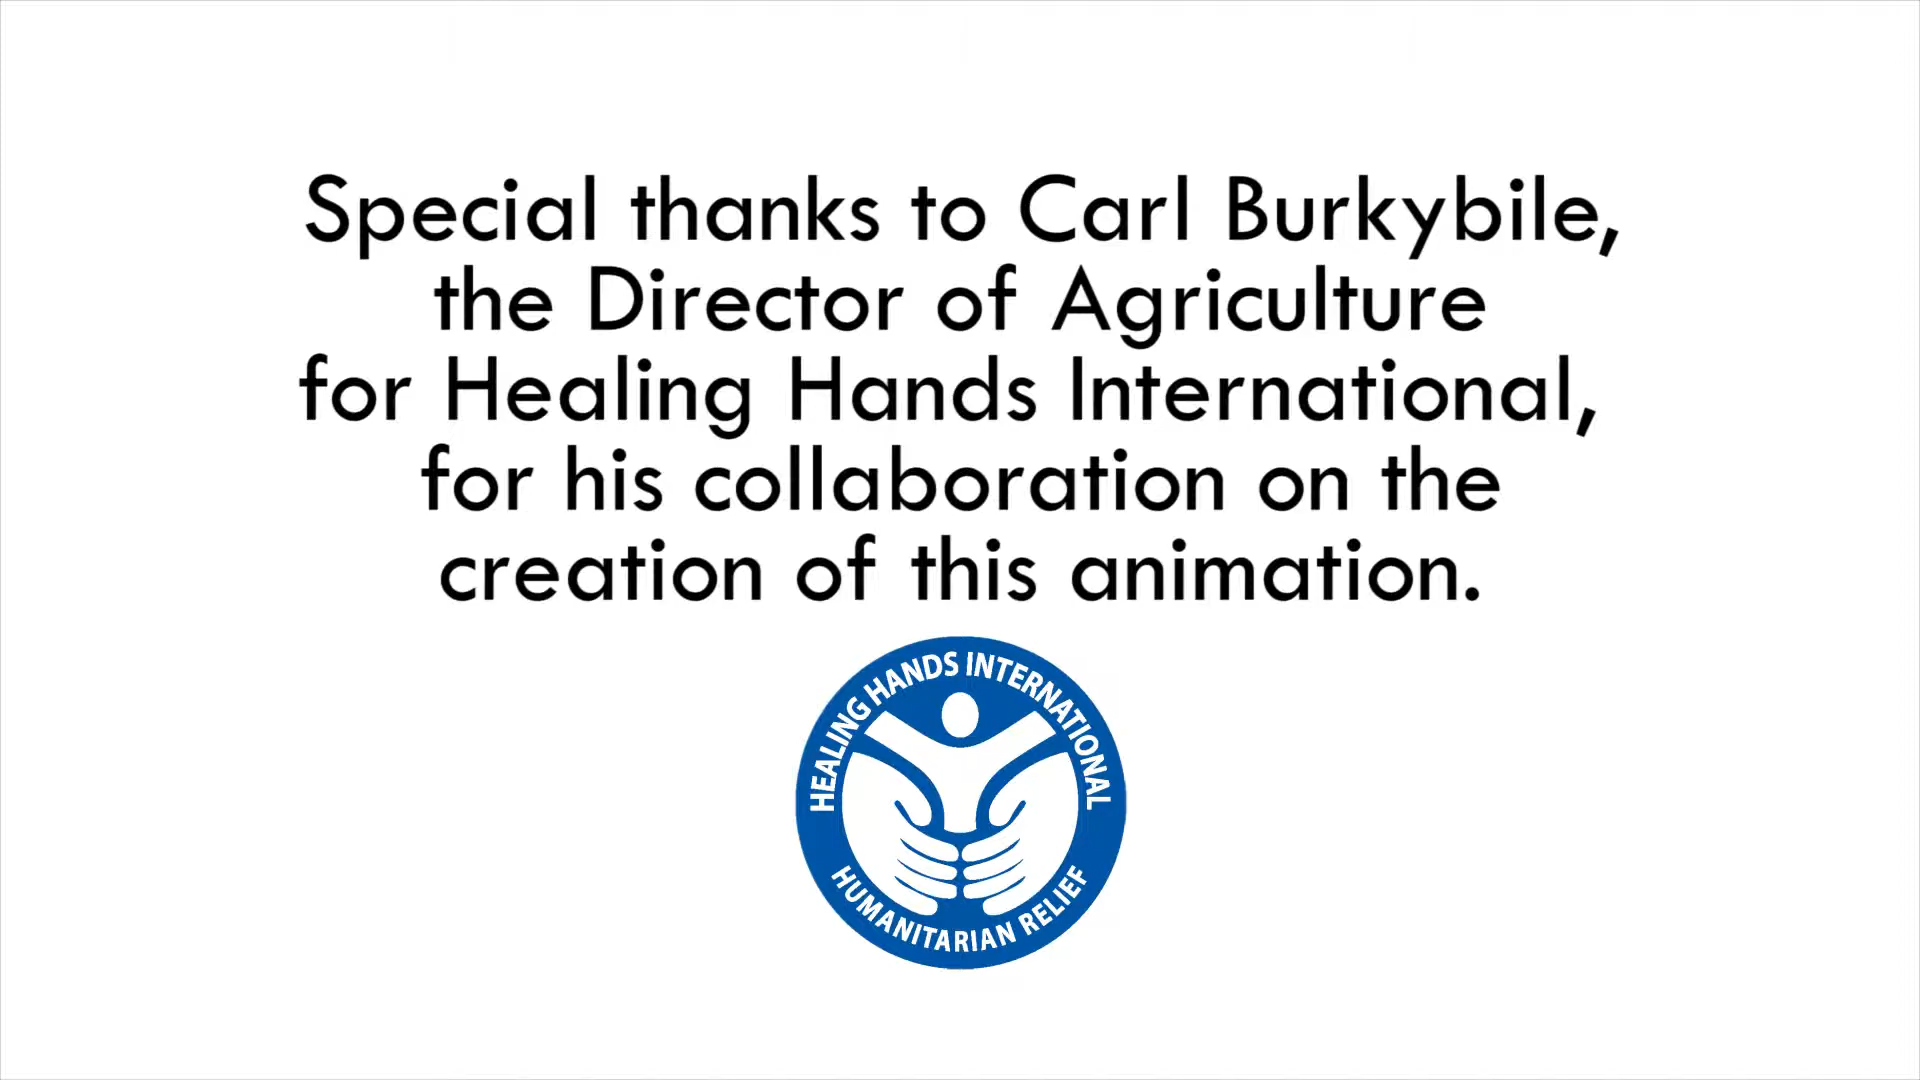 Special thanks to Carl Burkybile,
the Director of Agriculture
for Healing Hands International,
for his collaboration on the
creation of this animation.
HEALING HANDS INTERNATIONAL
HUMANITARIAN RELIEF